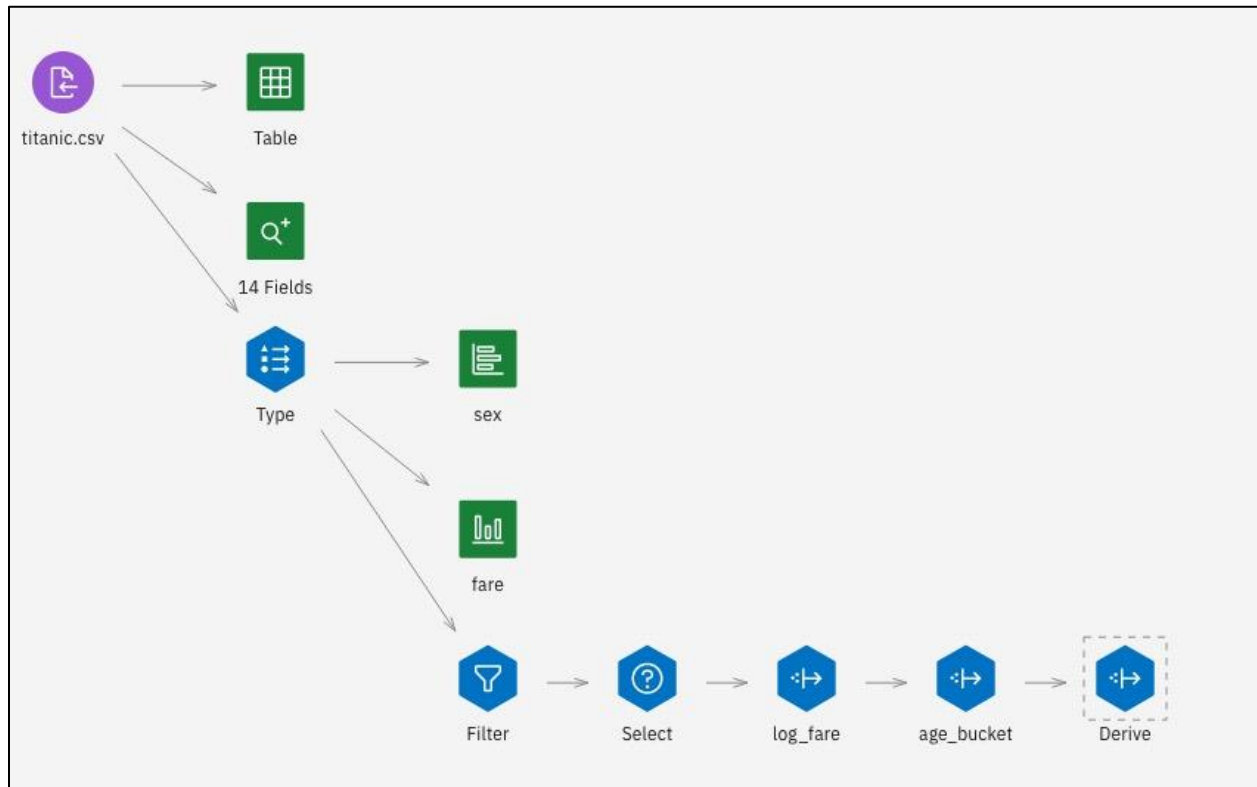 titanic.csv
Table
14 Fields
Type
sex
fare
Filter
Select
log_fare
age_bucket
Derive